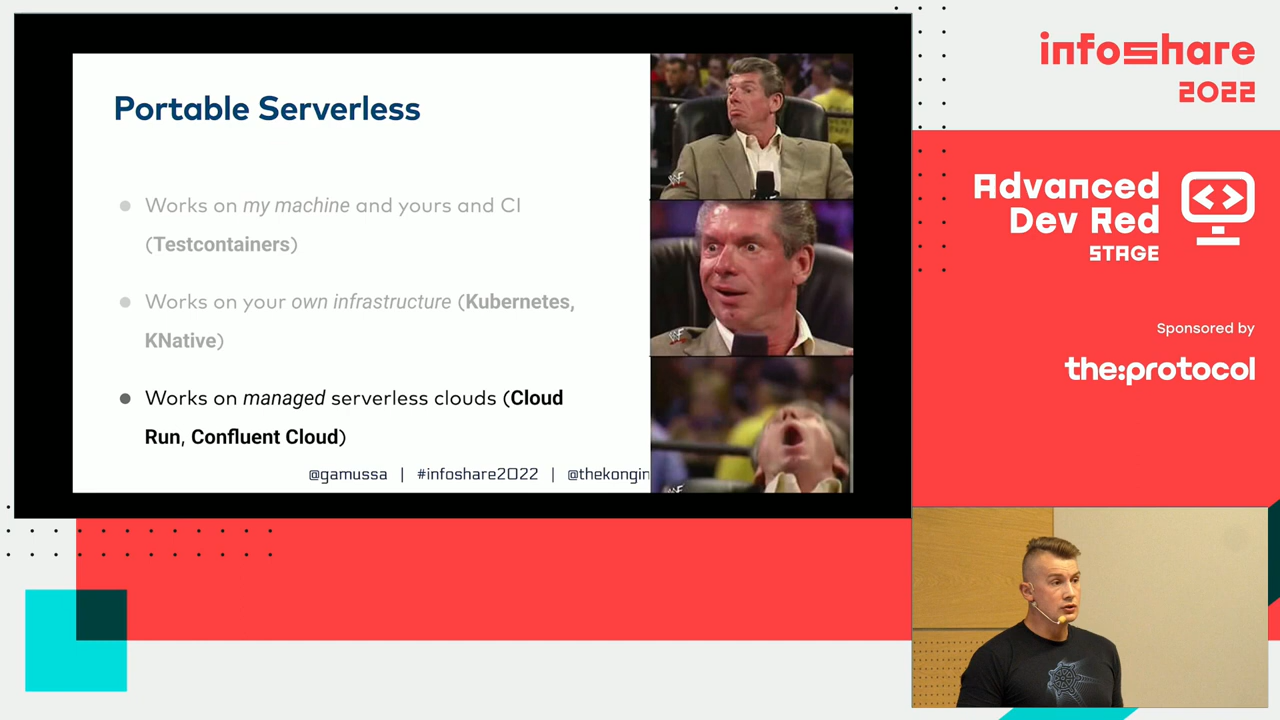 Portable Serverless
Works on my machine and yours and CI
(Testcontainers)
Works on your own infrastructure (Kubernetes,
KNative)
Works on managed serverless clouds (Cloud
Run, Confluent Cloud)
@gamussa | #infoshare2022 | @thekongin
infoshare
2022
Advanced
Dev Red
STAGE
Sponsored by
the:protocol